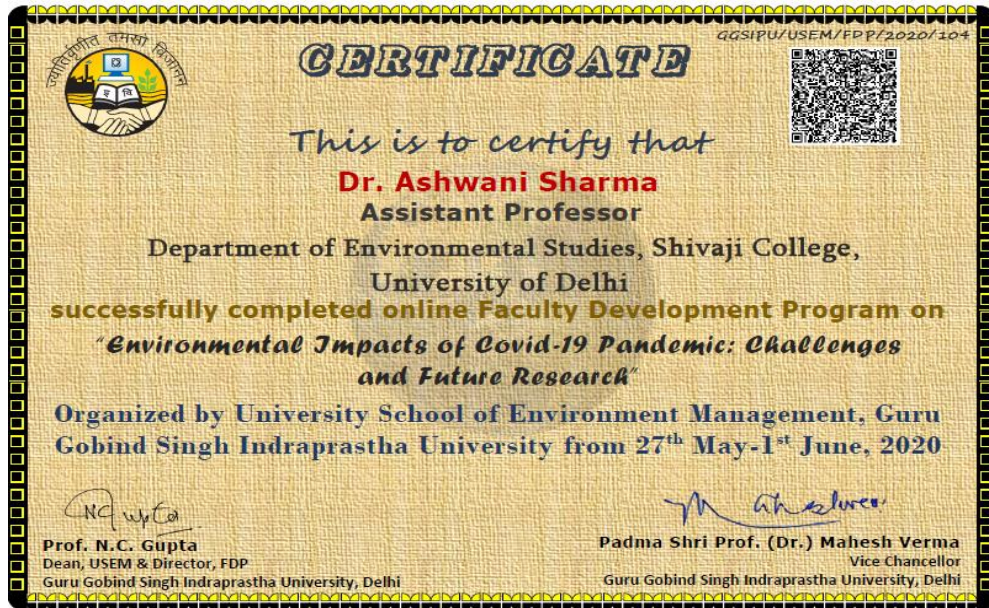 GGSIPU/USEM/FDP/2020/104
ज्योतिर्वृणीत तमसो विजानन
इ वि
CERTIFICATE
This is to certify that
Dr. Ashwani Sharma
Assistant Professor
Department of Environmental Studies, Shivaji College,
University of Delhi
successfully completed online Faculty Development Program on
"Environmental Impacts of Covid-19 Pandemic: Challenges
and Future Research"
Organized by University School of Environment Management, Guru
Gobind Singh Indraprastha University from 27th May-1st June, 2020
NCGupta
Prof. N.C. Gupta
Dean, USEM & Director, FDP
Guru Gobind Singh Indraprastha University, Delhi
Padma Shri Prof. (Dr.) Mahesh Verma
Vice Chancellor
Guru Gobind Singh Indraprastha University, Delhi